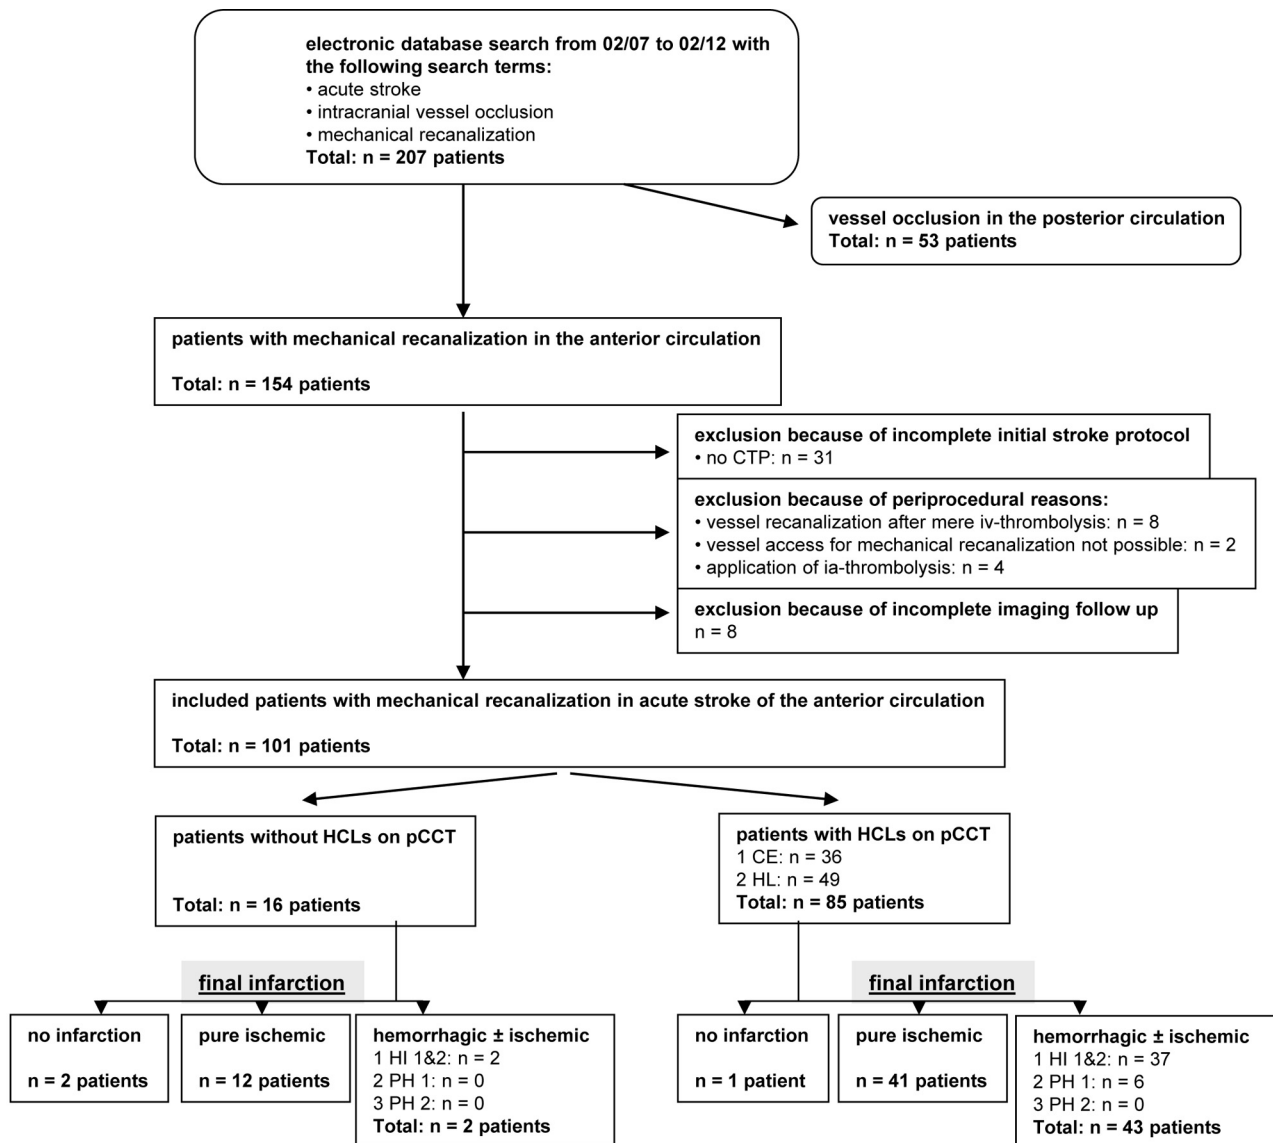 electronic database search from 02/07 to 02/12 with
the following search terms:
• acute stroke
• intracranial vessel occlusion
• mechanical recanalization
Total: n = 207 patients
vessel occlusion in the posterior circulation
Total: n = 53 patients
patients with mechanical recanalization in the anterior circulation
Total: n = 154 patients
exclusion because of incomplete initial stroke protocol
• no CTP: n = 31
exclusion because of periprocedural reasons:
• vessel recanalization after mere iv-thrombolysis: n = 8
• vessel access for mechanical recanalization not possible: n = 2
• application of ia-thrombolysis: n = 4
exclusion because of incomplete imaging follow up
n = 8
included patients with mechanical recanalization in acute stroke of the anterior circulation
Total: n = 101 patients
patients without HCLs on pCCT
Total: n = 16 patients
patients with HCLs on pCCT
1 CE: n = 36
2 HL: n = 49
Total: n = 85 patients
final infarction
no infarction
n = 2 patients
pure ischemic
n = 12 patients
hemorrhagic ± ischemic
1 HI 1&2: n = 2
2 PH 1: n = 0
3 PH 2: n = 0
Total: n = 2 patients
final infarction
no infarction
n = 1 patient
pure ischemic
n = 41 patients
hemorrhagic ± ischemic
1 HI 1&2: n = 37
2 PH 1: n = 6
3 PH 2: n = 0
Total: n = 43 patients